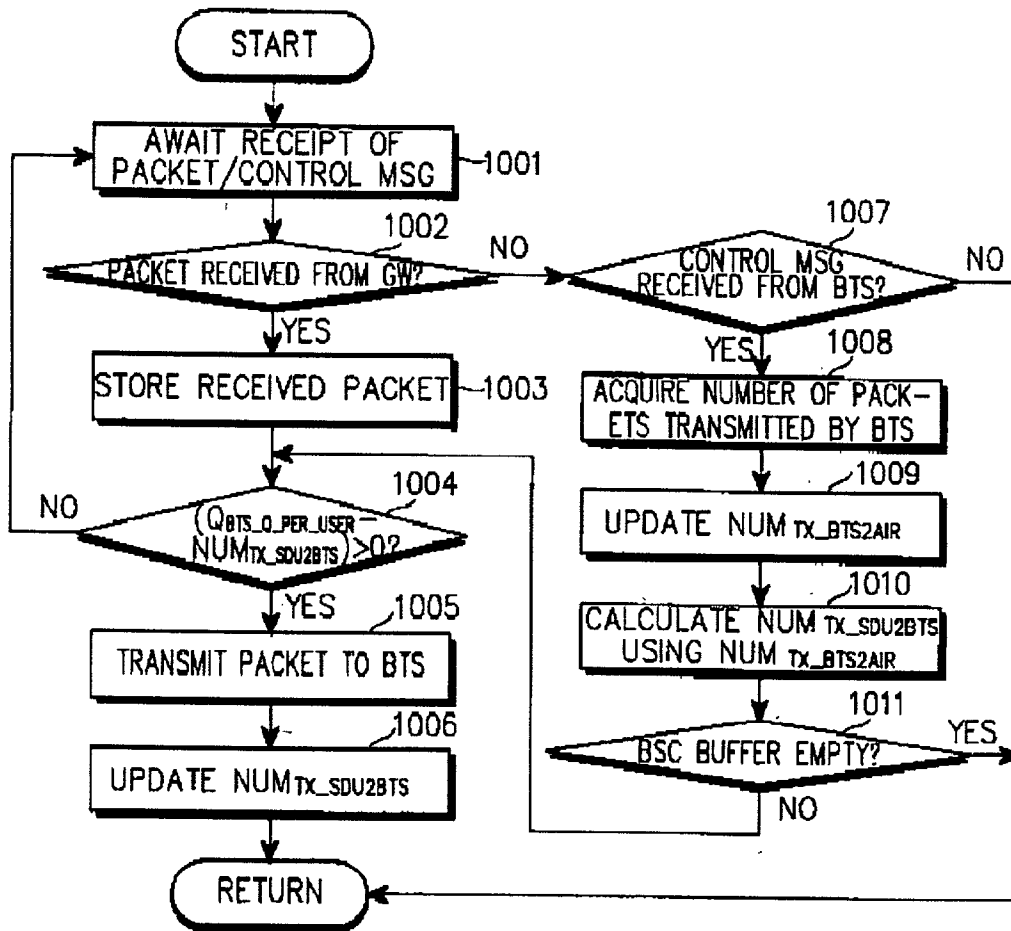 START
AWAIT RECEIPT OF
PACKET/CONTROL MSG
1001
1002
PACKET RECEIVED FROM GW?
NO
YES
STORE RECEIVED PACKET
1003
1004
(QBTS_Q_PER_USER-
NUMTX_SDU2BTS)>0?
NO
YES
1005
TRANSMIT PACKET TO BTS
1006
UPDATE NUMTX_SDU2BTS
RETURN
1007
CONTROL MSG
RECEIVED FROM BTS?
NO
YES
1008
ACQUIRE NUMBER OF PACK-
ETS TRANSMITTED BY BTS
1009
UPDATE NUM TX_BTS2AIR
1010
CALCULATE NUM TX_SDU2BTS
USING NUM TX_BTS2AIR
1011
BSC BUFFER EMPTY?
YES
NO